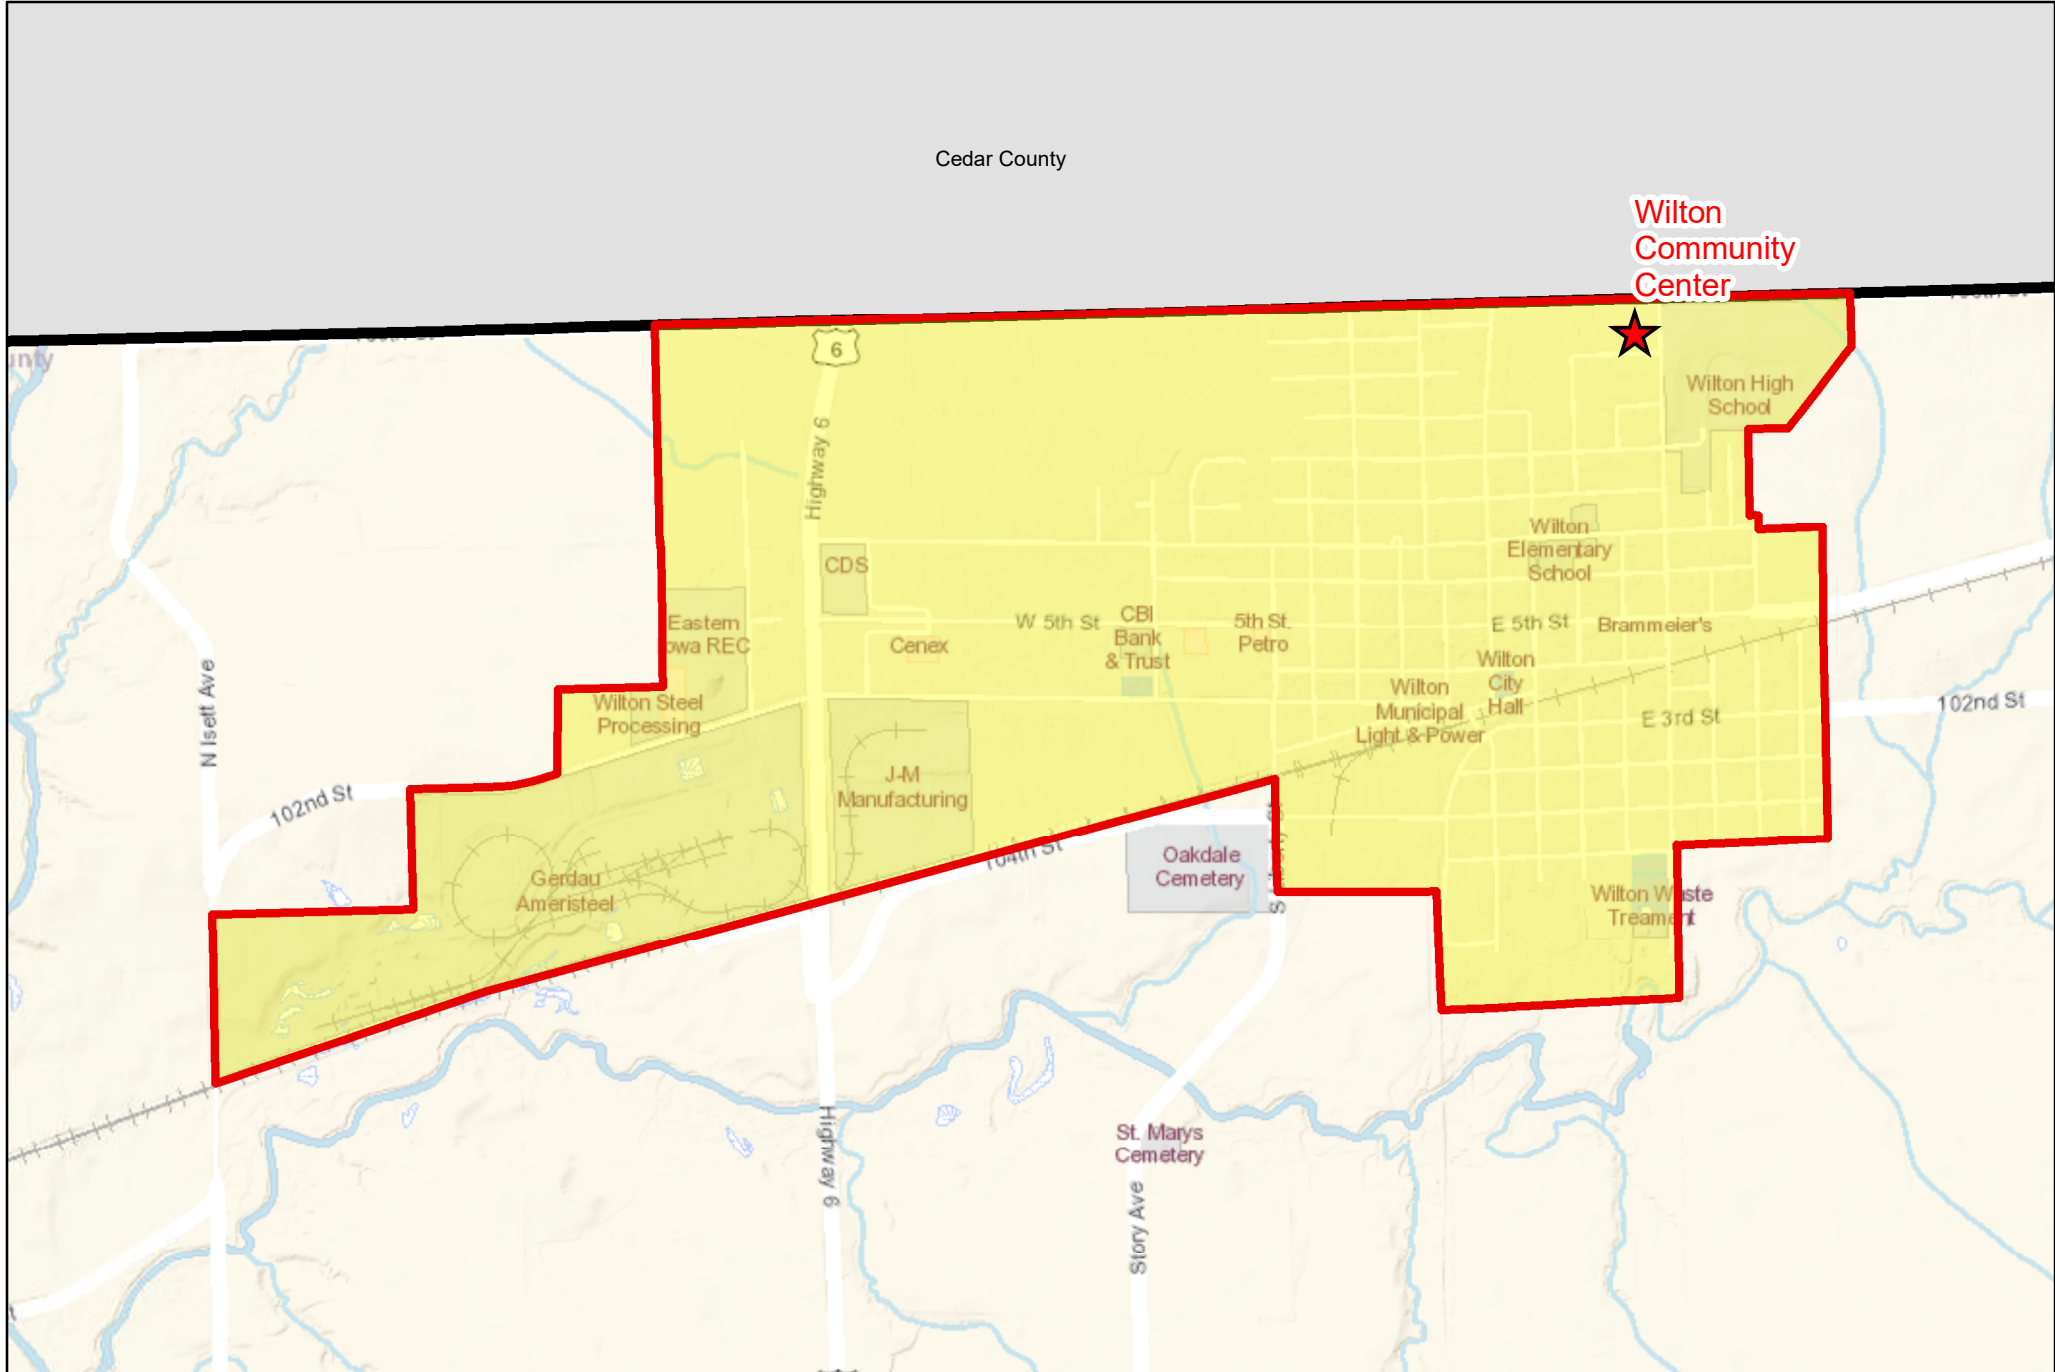 Cedar County
Wilton
Community
Center
6
Wilton High
School
Highway 6
Wilton
Elementary
School
CDS
Eastern
Iowa REC
Cenex
W 5th St
CBI
Bank
& Trust
5th St.
Petro
E 5th St
Brammeier's
Wilton
City
Hall
Wilton
Municipal
Light & Power
E 3rd St
102nd St
N Isett Ave
Wilton Steel
Processing
J-M
Manufacturing
102nd St
104th St
Oakdale
Cemetery
Gerdau
Ameristeel
Wilton Waste
Treament
Highway 6
St. Marys
Cemetery
Story Ave